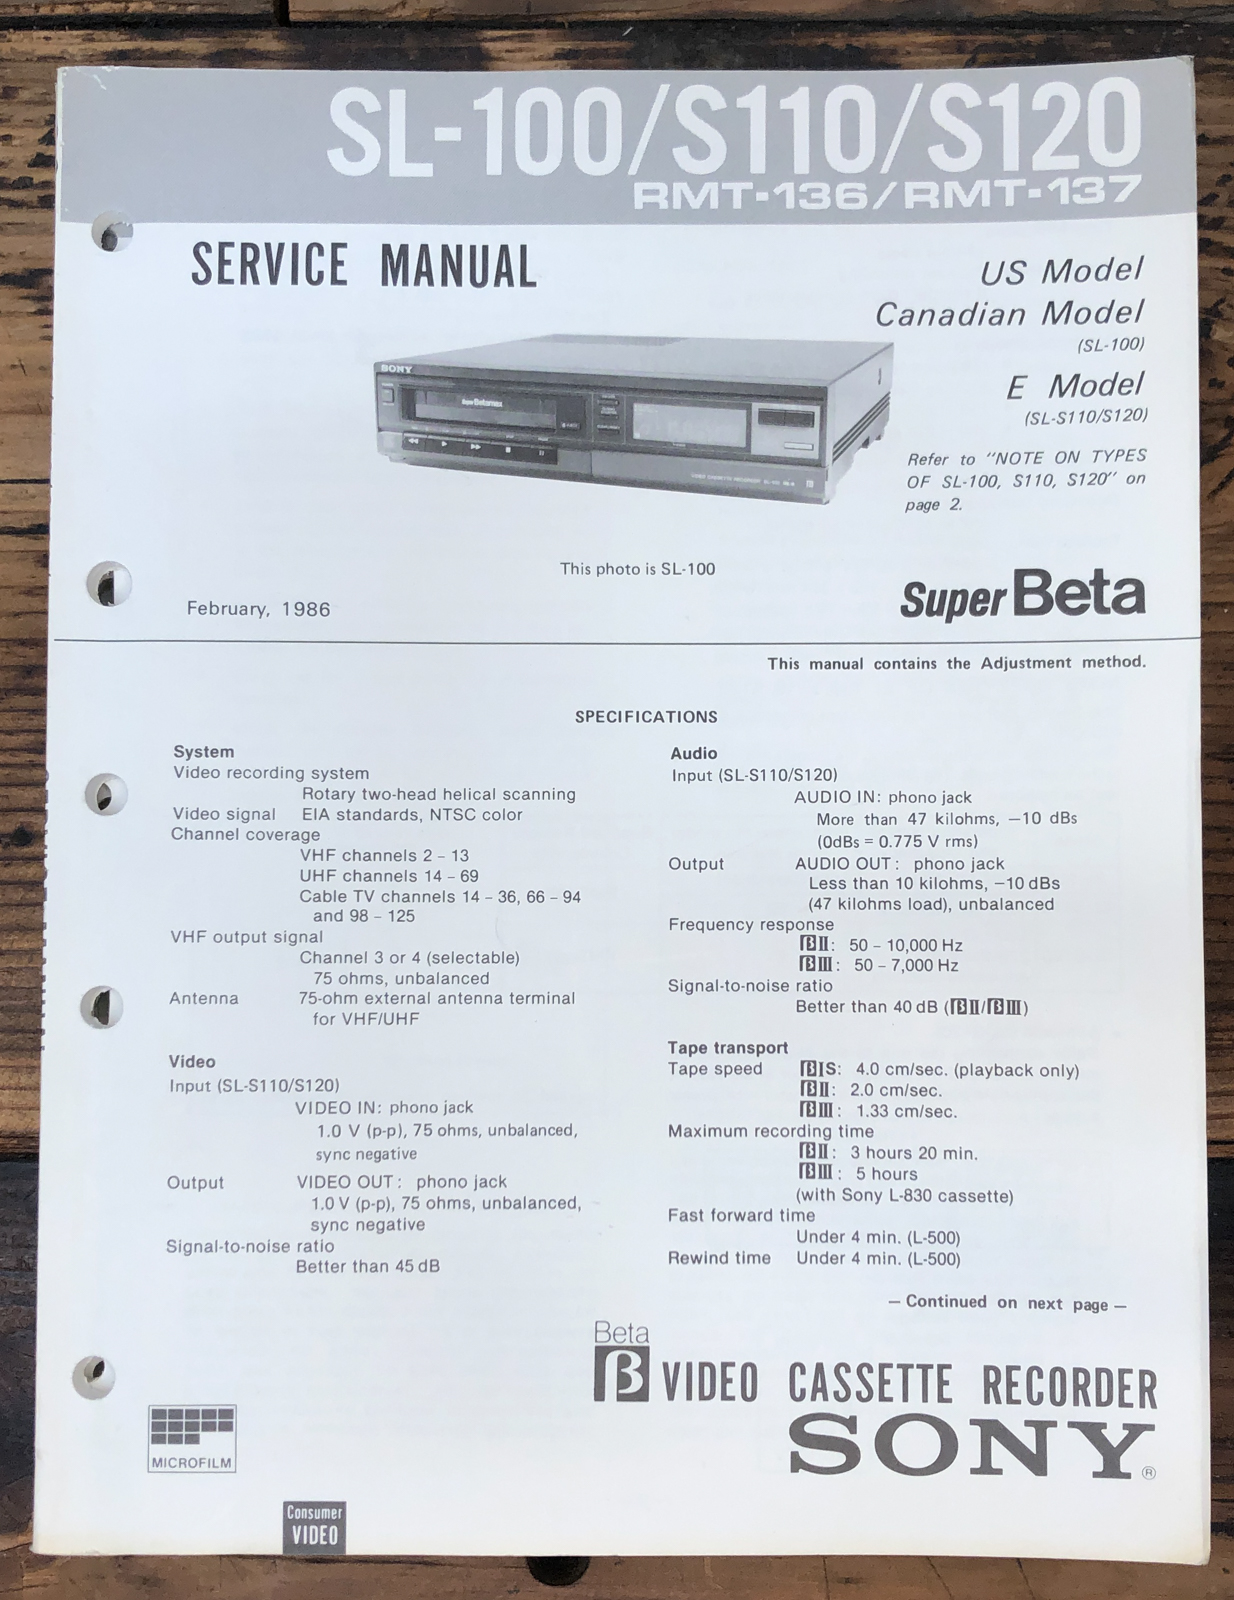 SL-100/S110/S120
RMT-136/RMT-137
SERVICE MANUAL
US Model
Canadian Model
(SL-100)
E Model
(SL-S110/S120)
Refer to "NOTE ON TYPES
OF SL-100, S110, S120" on
page 2.
SONY
Super Betamax
This photo is SL-100
February, 1986
Super Beta
This manual contains the Adjustment method.
SPECIFICATIONS
System
Video recording system
Rotary two-head helical scanning
Video signal EIA standards, NTSC color
Channel coverage
VHF channels 2 – 13
UHF channels 14 – 69
Cable TV channels 14 – 36, 66 – 94
and 98 – 125
VHF output signal
Channel 3 or 4 (selectable)
75 ohms, unbalanced
Antenna 75-ohm external antenna terminal
for VHF/UHF
Video
Input (SL-S110/S120)
VIDEO IN: phono jack
1.0 V (p-p), 75 ohms, unbalanced,
sync negative
Output VIDEO OUT: phono jack
1.0 V (p-p), 75 ohms, unbalanced,
sync negative
Signal-to-noise ratio
Better than 45 dB
Audio
Input (SL-S110/S120)
AUDIO IN: phono jack
More than 47 kilohms, −10 dBs
(0dBs = 0.775 V rms)
Output AUDIO OUT: phono jack
Less than 10 kilohms, −10 dBs
(47 kilohms load), unbalanced
Frequency response
βII: 50 – 10,000 Hz
βIII: 50 – 7,000 Hz
Signal-to-noise ratio
Better than 40 dB (βII/βIII)
Tape transport
Tape speed βIS: 4.0 cm/sec. (playback only)
βII: 2.0 cm/sec.
βIII: 1.33 cm/sec.
Maximum recording time
βII: 3 hours 20 min.
βIII: 5 hours
(with Sony L-830 cassette)
Fast forward time
Under 4 min. (L-500)
Rewind time Under 4 min. (L-500)
— Continued on next page —
Beta
β VIDEO CASSETTE RECORDER
SONY®
MICROFILM
Consumer
VIDEO